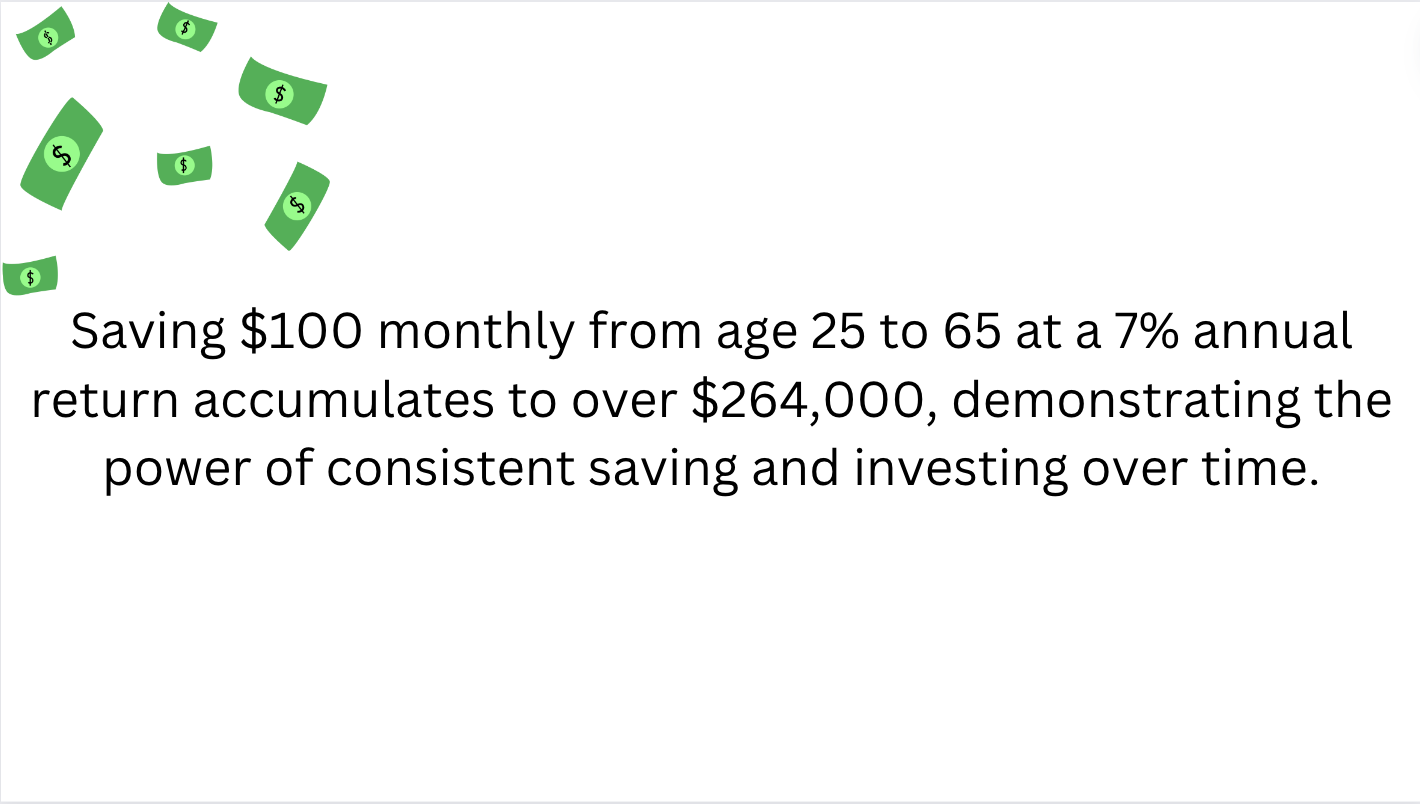 $ $
$
$
$
$
$
Saving $100 monthly from age 25 to 65 at a 7% annual
return accumulates to over $264,000, demonstrating the
power of consistent saving and investing over time.